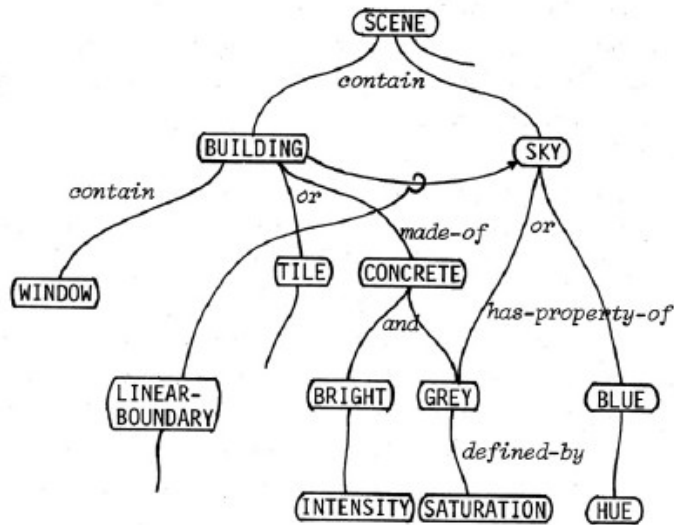 SCENE
contain
BUILDING
SKY
contain
or
or
made-of
WINDOW
TILE
CONCRETE
and
has-property-of
LINEAR-
BOUNDARY
BRIGHT
GREY
BLUE
defined-by
INTENSITY
SATURATION
HUE